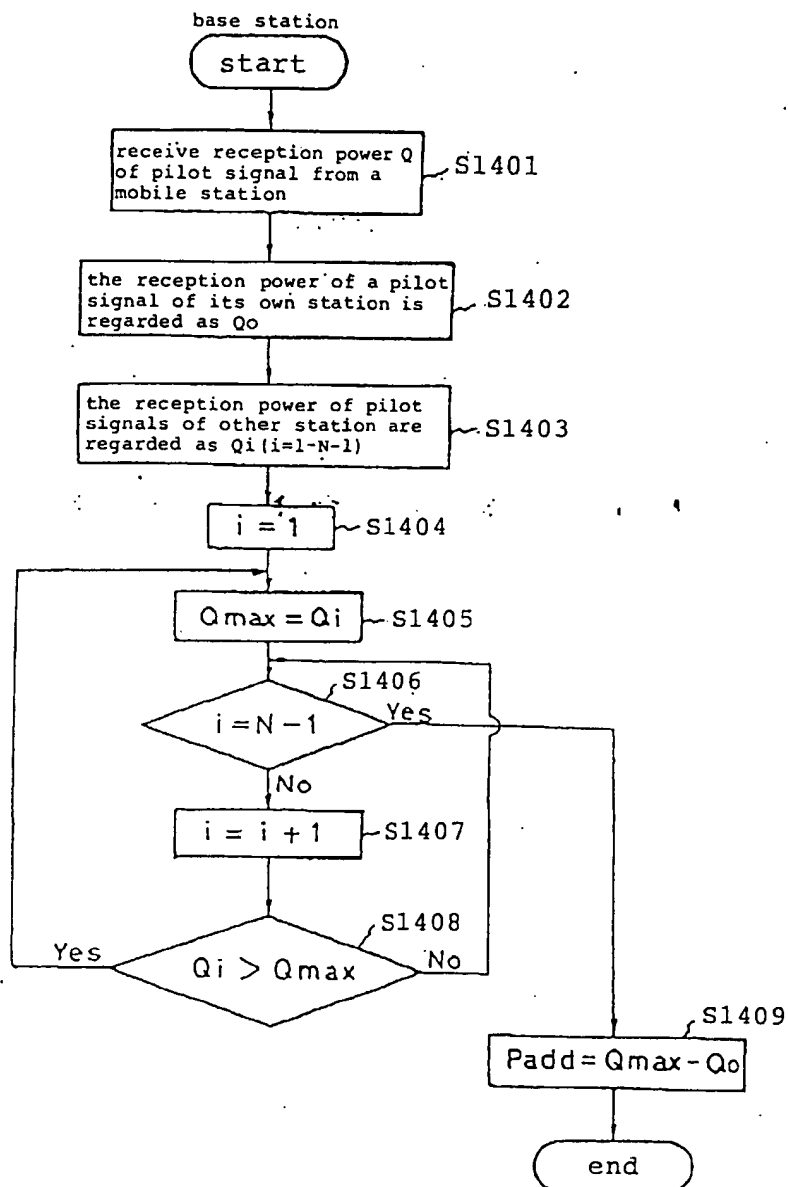 base station
start
receive reception power Q
of pilot signal from a
mobile station
S1401
the reception power of a pilot
signal of its own station is
regarded as Qo
S1402
the reception power of pilot
signals of other station are
regarded as Qi(i=1-N-1)
S1403
i = 1
S1404
Qmax = Qi
S1405
S1406
i = N - 1
Yes
No
i = i + 1
S1407
S1408
Yes
Qi > Qmax
No
S1409
Padd = Qmax - Qo
end